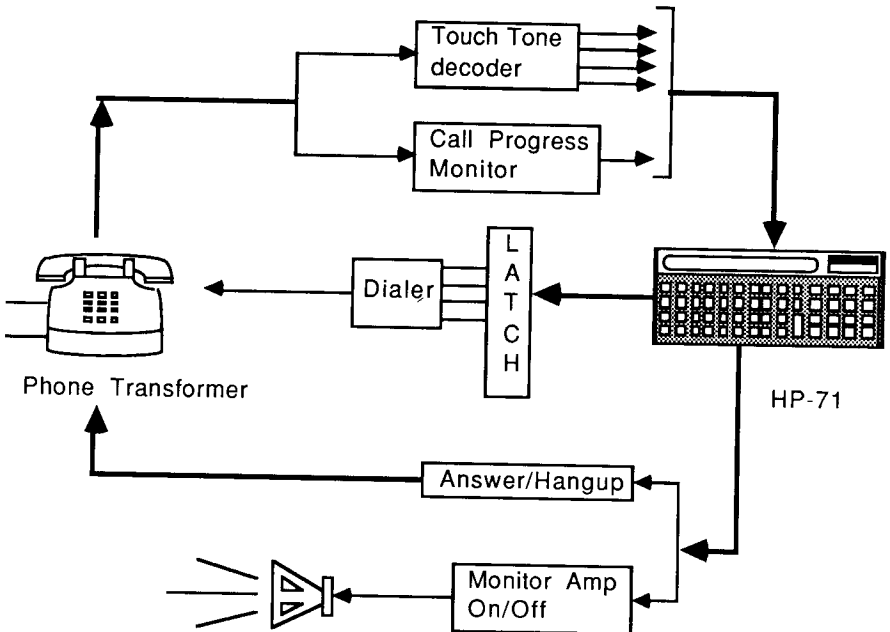 Touch Tone
decoder
Call Progress
Monitor
Dialer
L
A
T
C
H
Phone Transformer
HP-71
Answer/Hangup
Monitor Amp
On/Off